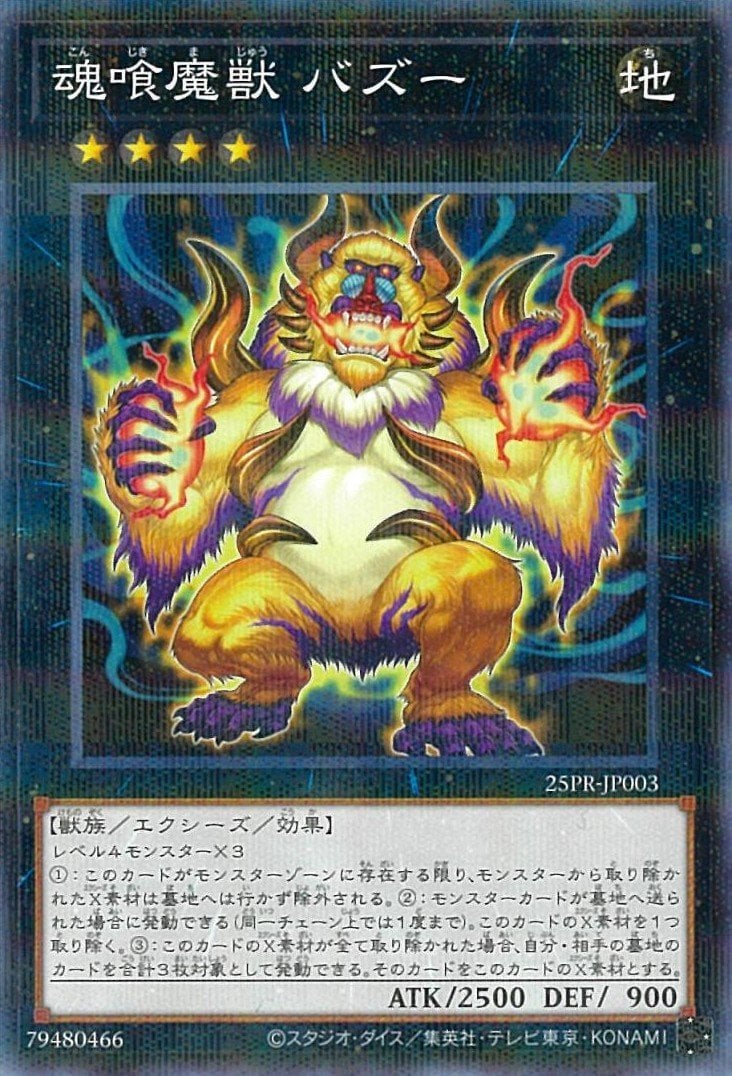 魂喰魔獣 バズー
地
25PR-JP003
【獣族／エクシーズ／効果】
レベル４モンスター×３
①：このカードがモンスターゾーンに存在する限り、モンスターから取り除か
れたX素材は墓地へは行かず除外される。②：モンスターカードが墓地へ送ら
れた場合に発動できる（同一チェーン上では１度まで）。このカードのX素材を１つ
取り除く。③：このカードのX素材が全て取り除かれた場合、自分・相手の墓地の
カードを合計３枚対象として発動できる。そのカードをこのカードのX素材とする。
ATK/2500 DEF/ 900
79480466 ©スタジオ・ダイス／集英社・テレビ東京・KONAMI